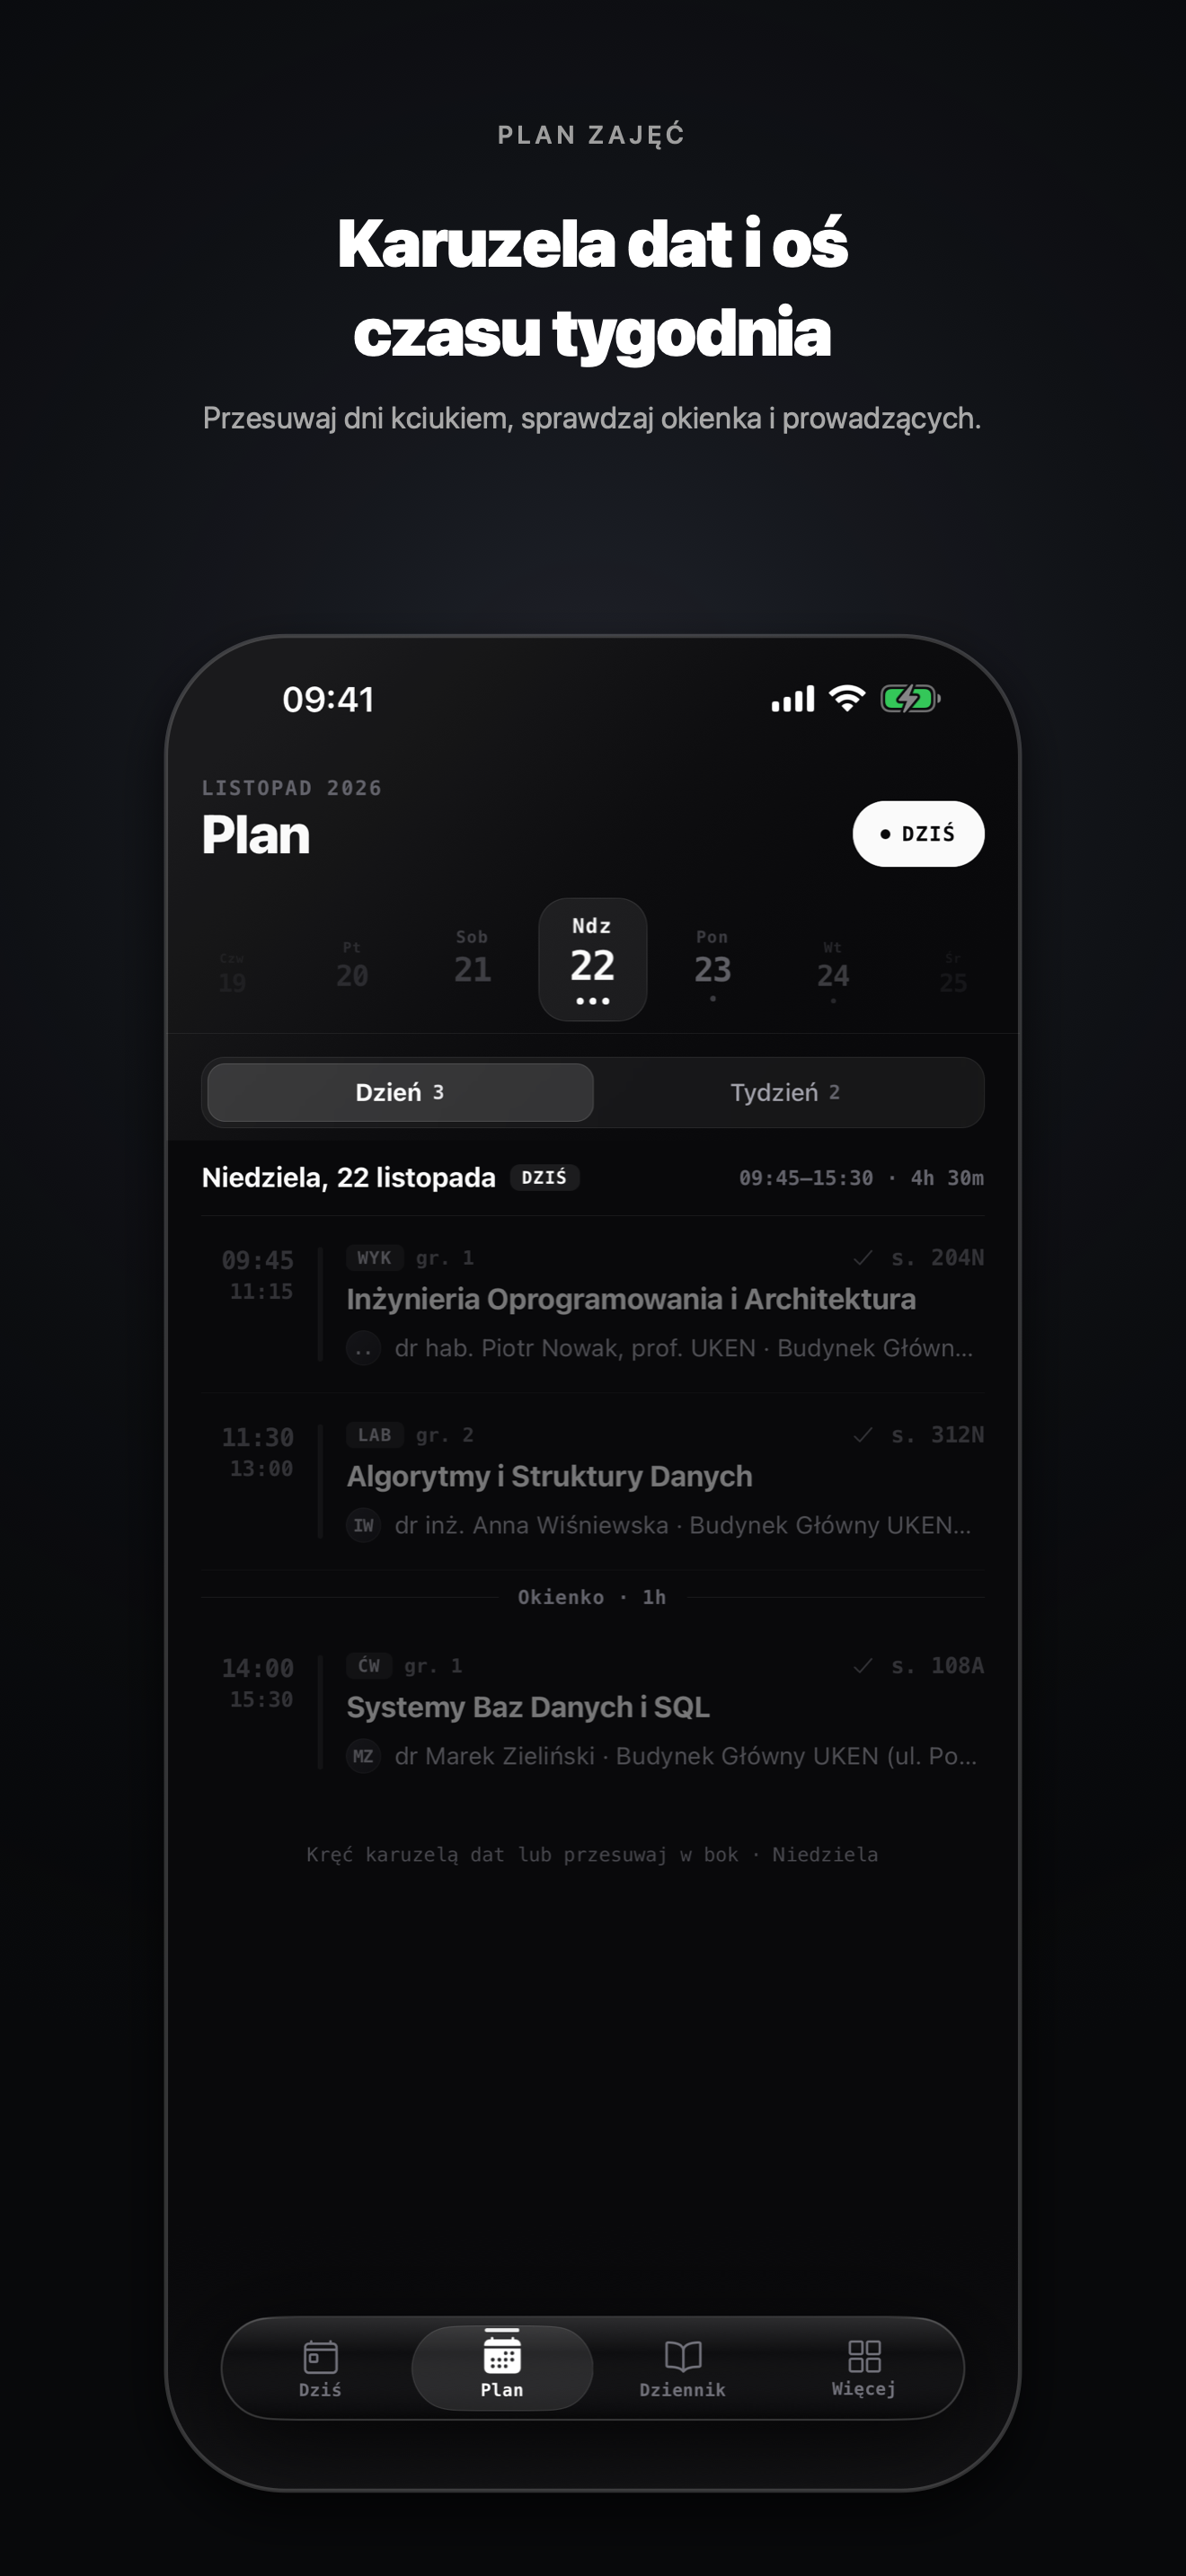 PLAN ZAJĘĆ
Karuzela dat i oś
czasu tygodnia
Przesuwaj dni kciukiem, sprawdzaj okienka i prowadzących.
09:41
LISTOPAD 2026
Plan
• DZIŚ
Czw Pt Sob Ndz Pon Wt Śr
19 20 21 22 23 24 25
Dzień 3 Tydzień 2
Niedziela, 22 listopada DZIŚ 09:45–15:30 · 4h 30m
09:45 WYK gr. 1 s. 204N
11:15 Inżynieria Oprogramowania i Architektura
.. dr hab. Piotr Nowak, prof. UKEN · Budynek Główn...
11:30 LAB gr. 2 s. 312N
13:00 Algorytmy i Struktury Danych
IW dr inż. Anna Wiśniewska · Budynek Główny UKEN...
Okienko · 1h
14:00 ĆW gr. 1 s. 108A
15:30 Systemy Baz Danych i SQL
MZ dr Marek Zieliński · Budynek Główny UKEN (ul. Po...
Kręć karuzelą dat lub przesuwaj w bok · Niedziela
Dziś Plan Dziennik Więcej